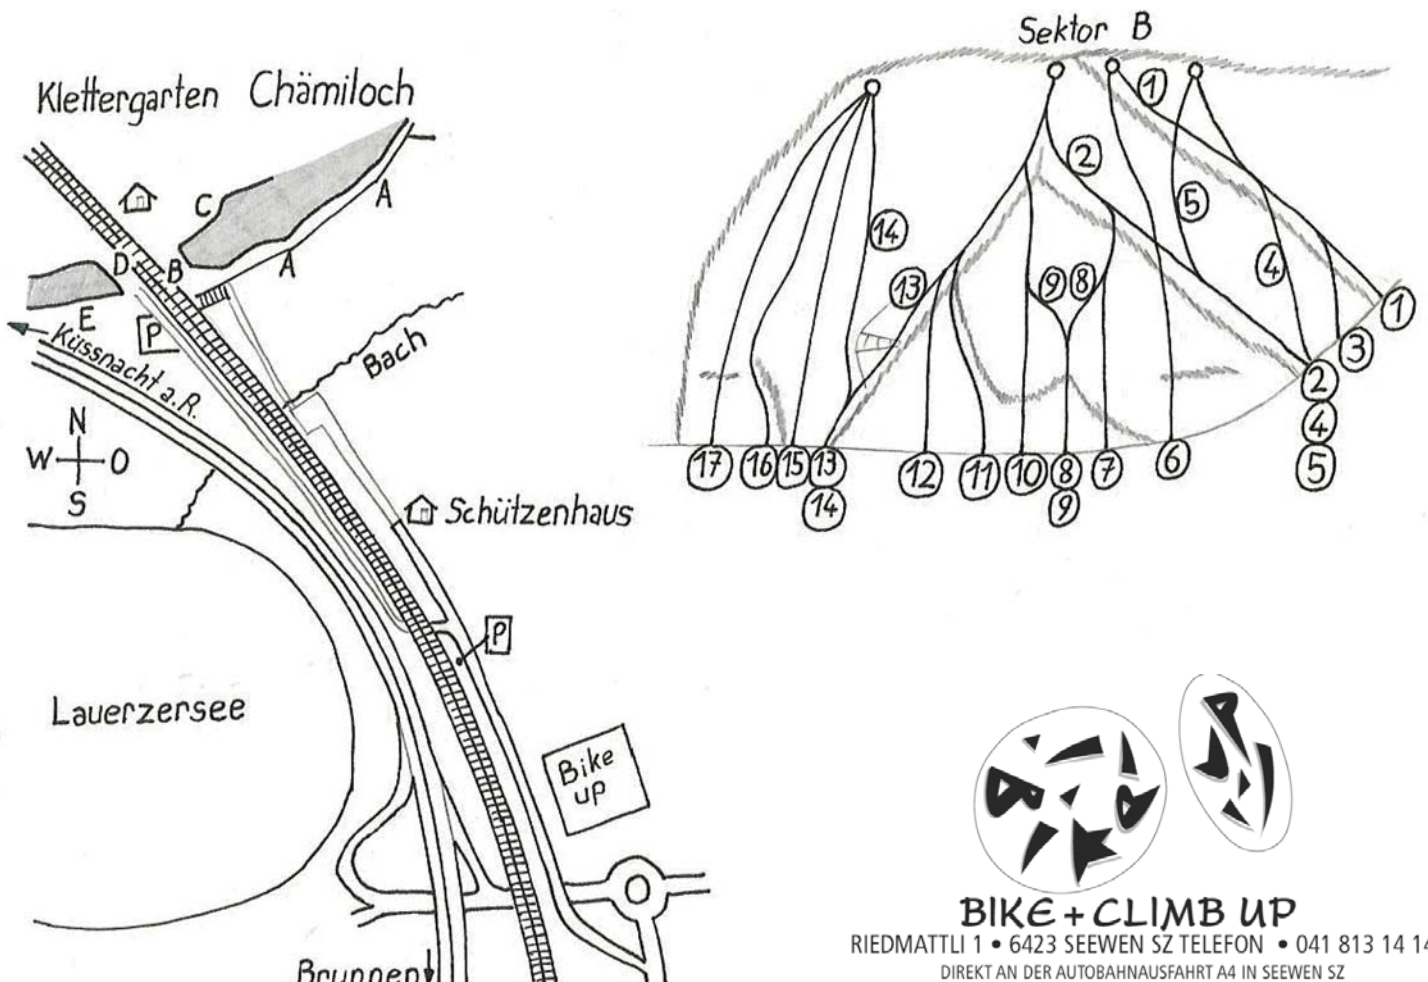 Klettergarten Chämiloch
C
A
D
B
A
E
P
Küssnacht a.R.
Bach
N
W O
S
Schützenhaus
P
Lauerzersee
Bike
up
Brunnen
Sektor B
1
2
5
14
4
13
9 8
1
3
2
4
5
17 16 15 13 12 11 10 8 7 6
14 9
BIKE + CLIMB UP
RIEDMATTLI 1 • 6423 SEEWEN SZ TELEFON • 041 813 14 14
DIREKT AN DER AUTOBAHNAUSFAHRT A4 IN SEEWEN SZ